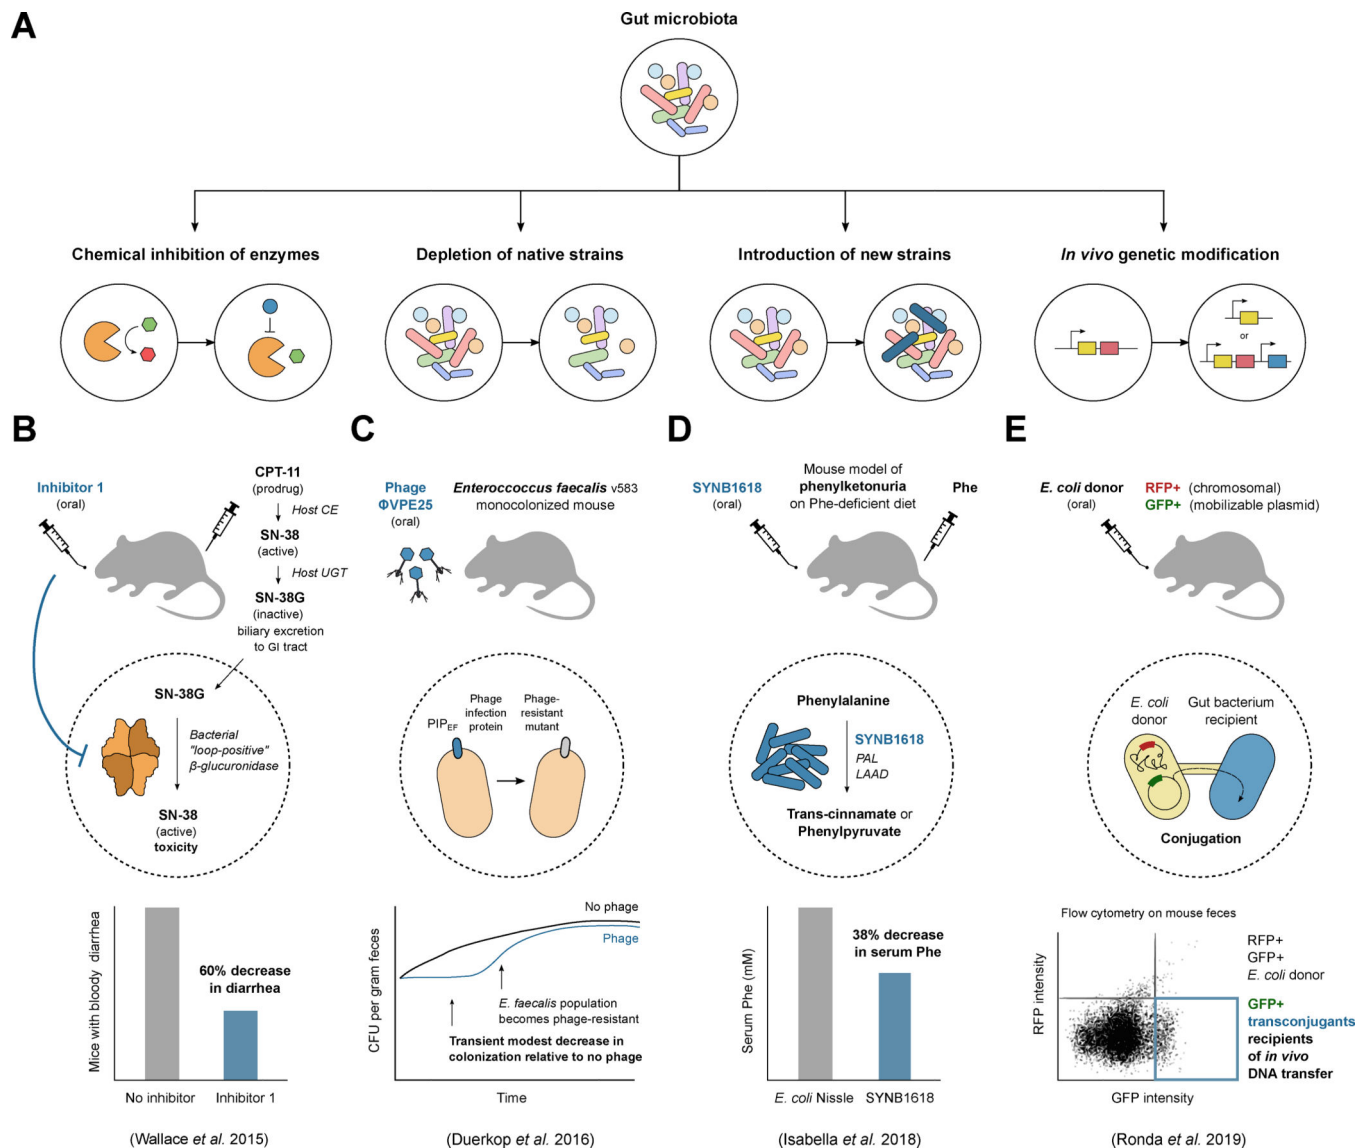 A
Gut microbiota
Chemical inhibition of enzymes
Depletion of native strains
Introduction of new strains
In vivo genetic modification
or
B
Inhibitor 1
(oral)
CPT-11
(prodrug)
Host CE
SN-38
(active)
Host UGT
SN-38G
(inactive)
biliary excretion
to GI tract
SN-38G
Bacterial
"loop-positive"
β-glucuronidase
SN-38
(active)
toxicity
Mice with bloody diarrhea
60% decrease
in diarrhea
No inhibitor
Inhibitor 1
(Wallace et al. 2015)
C
Phage
ΦVPE25
(oral)
Enteroccoccus faecalis v583
monocolonized mouse
PIPEF
Phage
infection
protein
Phage-
resistant
mutant
CFU per gram feces
No phage
Phage
E. faecalis population
becomes phage-resistant
Transient modest decrease in
colonization relative to no phage
Time
(Duerkop et al. 2016)
D
SYNB1618
(oral)
Mouse model of
phenylketonuria
on Phe-deficient diet
Phe
Phenylalanine
SYNB1618
PAL
LAAD
Trans-cinnamate or
Phenylpyruvate
Serum Phe (mM)
38% decrease
in serum Phe
E. coli Nissle
SYNB1618
(Isabella et al. 2018)
E
E. coli donor
(oral)
RFP+ (chromosomal)
GFP+ (mobilizable plasmid)
E. coli
donor
Gut bacterium
recipient
Conjugation
Flow cytometry on mouse feces
RFP intensity
RFP+
GFP+
E. coli donor
GFP+
transconjugants
recipients
of in vivo
DNA transfer
GFP intensity
(Ronda et al. 2019)